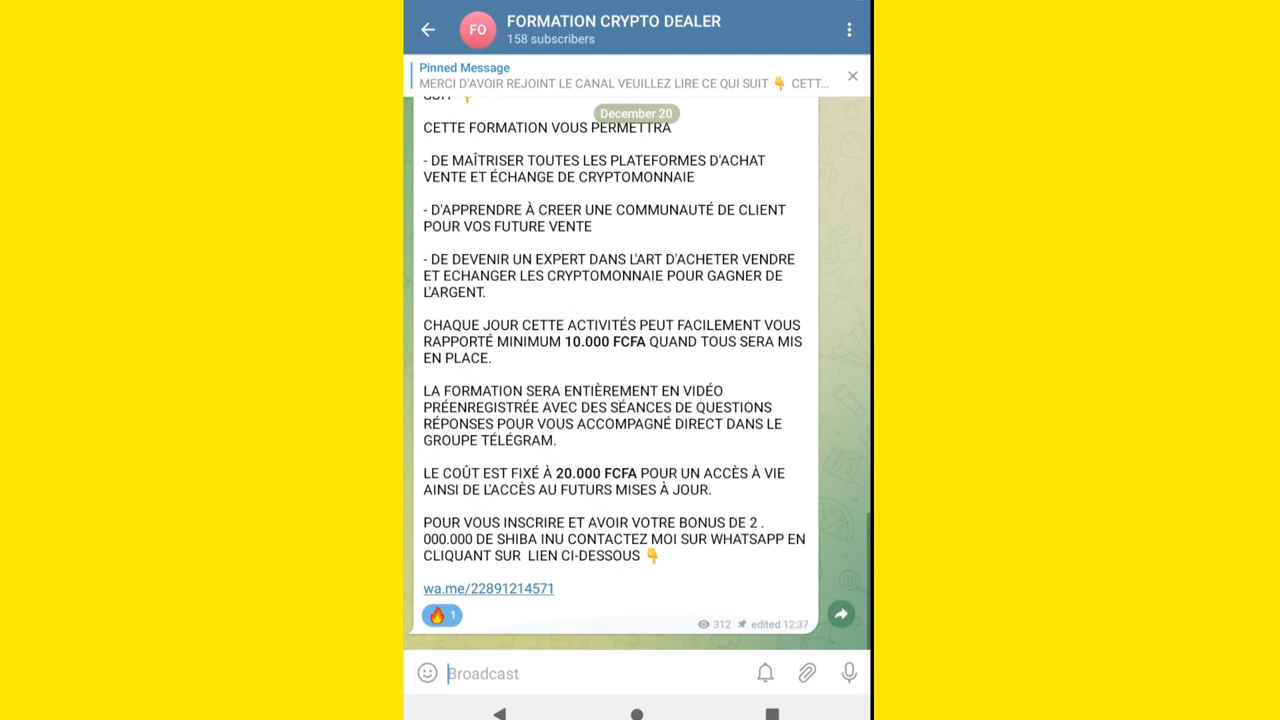 FO
FORMATION CRYPTO DEALER
158 subscribers
Pinned Message
MERCI D'AVOIR REJOINT LE CANAL VEUILLEZ LIRE CE QUI SUIT 👇 CETT...
December 20
CETTE FORMATION VOUS PERMETTRA
- DE MAÎTRISER TOUTES LES PLATEFORMES D'ACHAT
VENTE ET ÉCHANGE DE CRYPTOMONNAIE
- D'APPRENDRE À CREER UNE COMMUNAUTÉ DE CLIENT
POUR VOS FUTURE VENTE
- DE DEVENIR UN EXPERT DANS L'ART D'ACHETER VENDRE
ET ECHANGER LES CRYPTOMONNAIE POUR GAGNER DE
L'ARGENT.
CHAQUE JOUR CETTE ACTIVITÉS PEUT FACILEMENT VOUS
RAPPORTÉ MINIMUM 10.000 FCFA QUAND TOUS SERA MIS
EN PLACE.
LA FORMATION SERA ENTIÈREMENT EN VIDÉO
PRÉENREGISTRÉE AVEC DES SÉANCES DE QUESTIONS
RÉPONSES POUR VOUS ACCOMPAGNÉ DIRECT DANS LE
GROUPE TÉLÉGRAM.
LE COÛT EST FIXÉ À 20.000 FCFA POUR UN ACCÈS À VIE
AINSI DE L'ACCÈS AU FUTURS MISES À JOUR.
POUR VOUS INSCRIRE ET AVOIR VOTRE BONUS DE 2 .
000.000 DE SHIBA INU CONTACTEZ MOI SUR WHATSAPP EN
CLIQUANT SUR  LIEN CI-DESSOUS 👇
wa.me/22891214571
🔥 1
312 edited 12:37
Broadcast